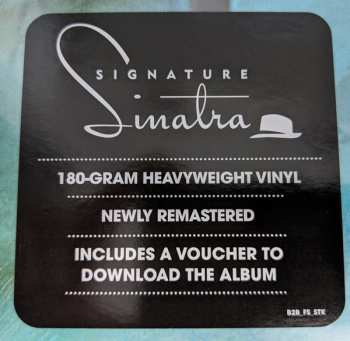 SIGNATURE
Sinatra
180-GRAM HEAVYWEIGHT VINYL
NEWLY REMASTERED
INCLUDES A VOUCHER TO
DOWNLOAD THE ALBUM
B2B_FS_STK